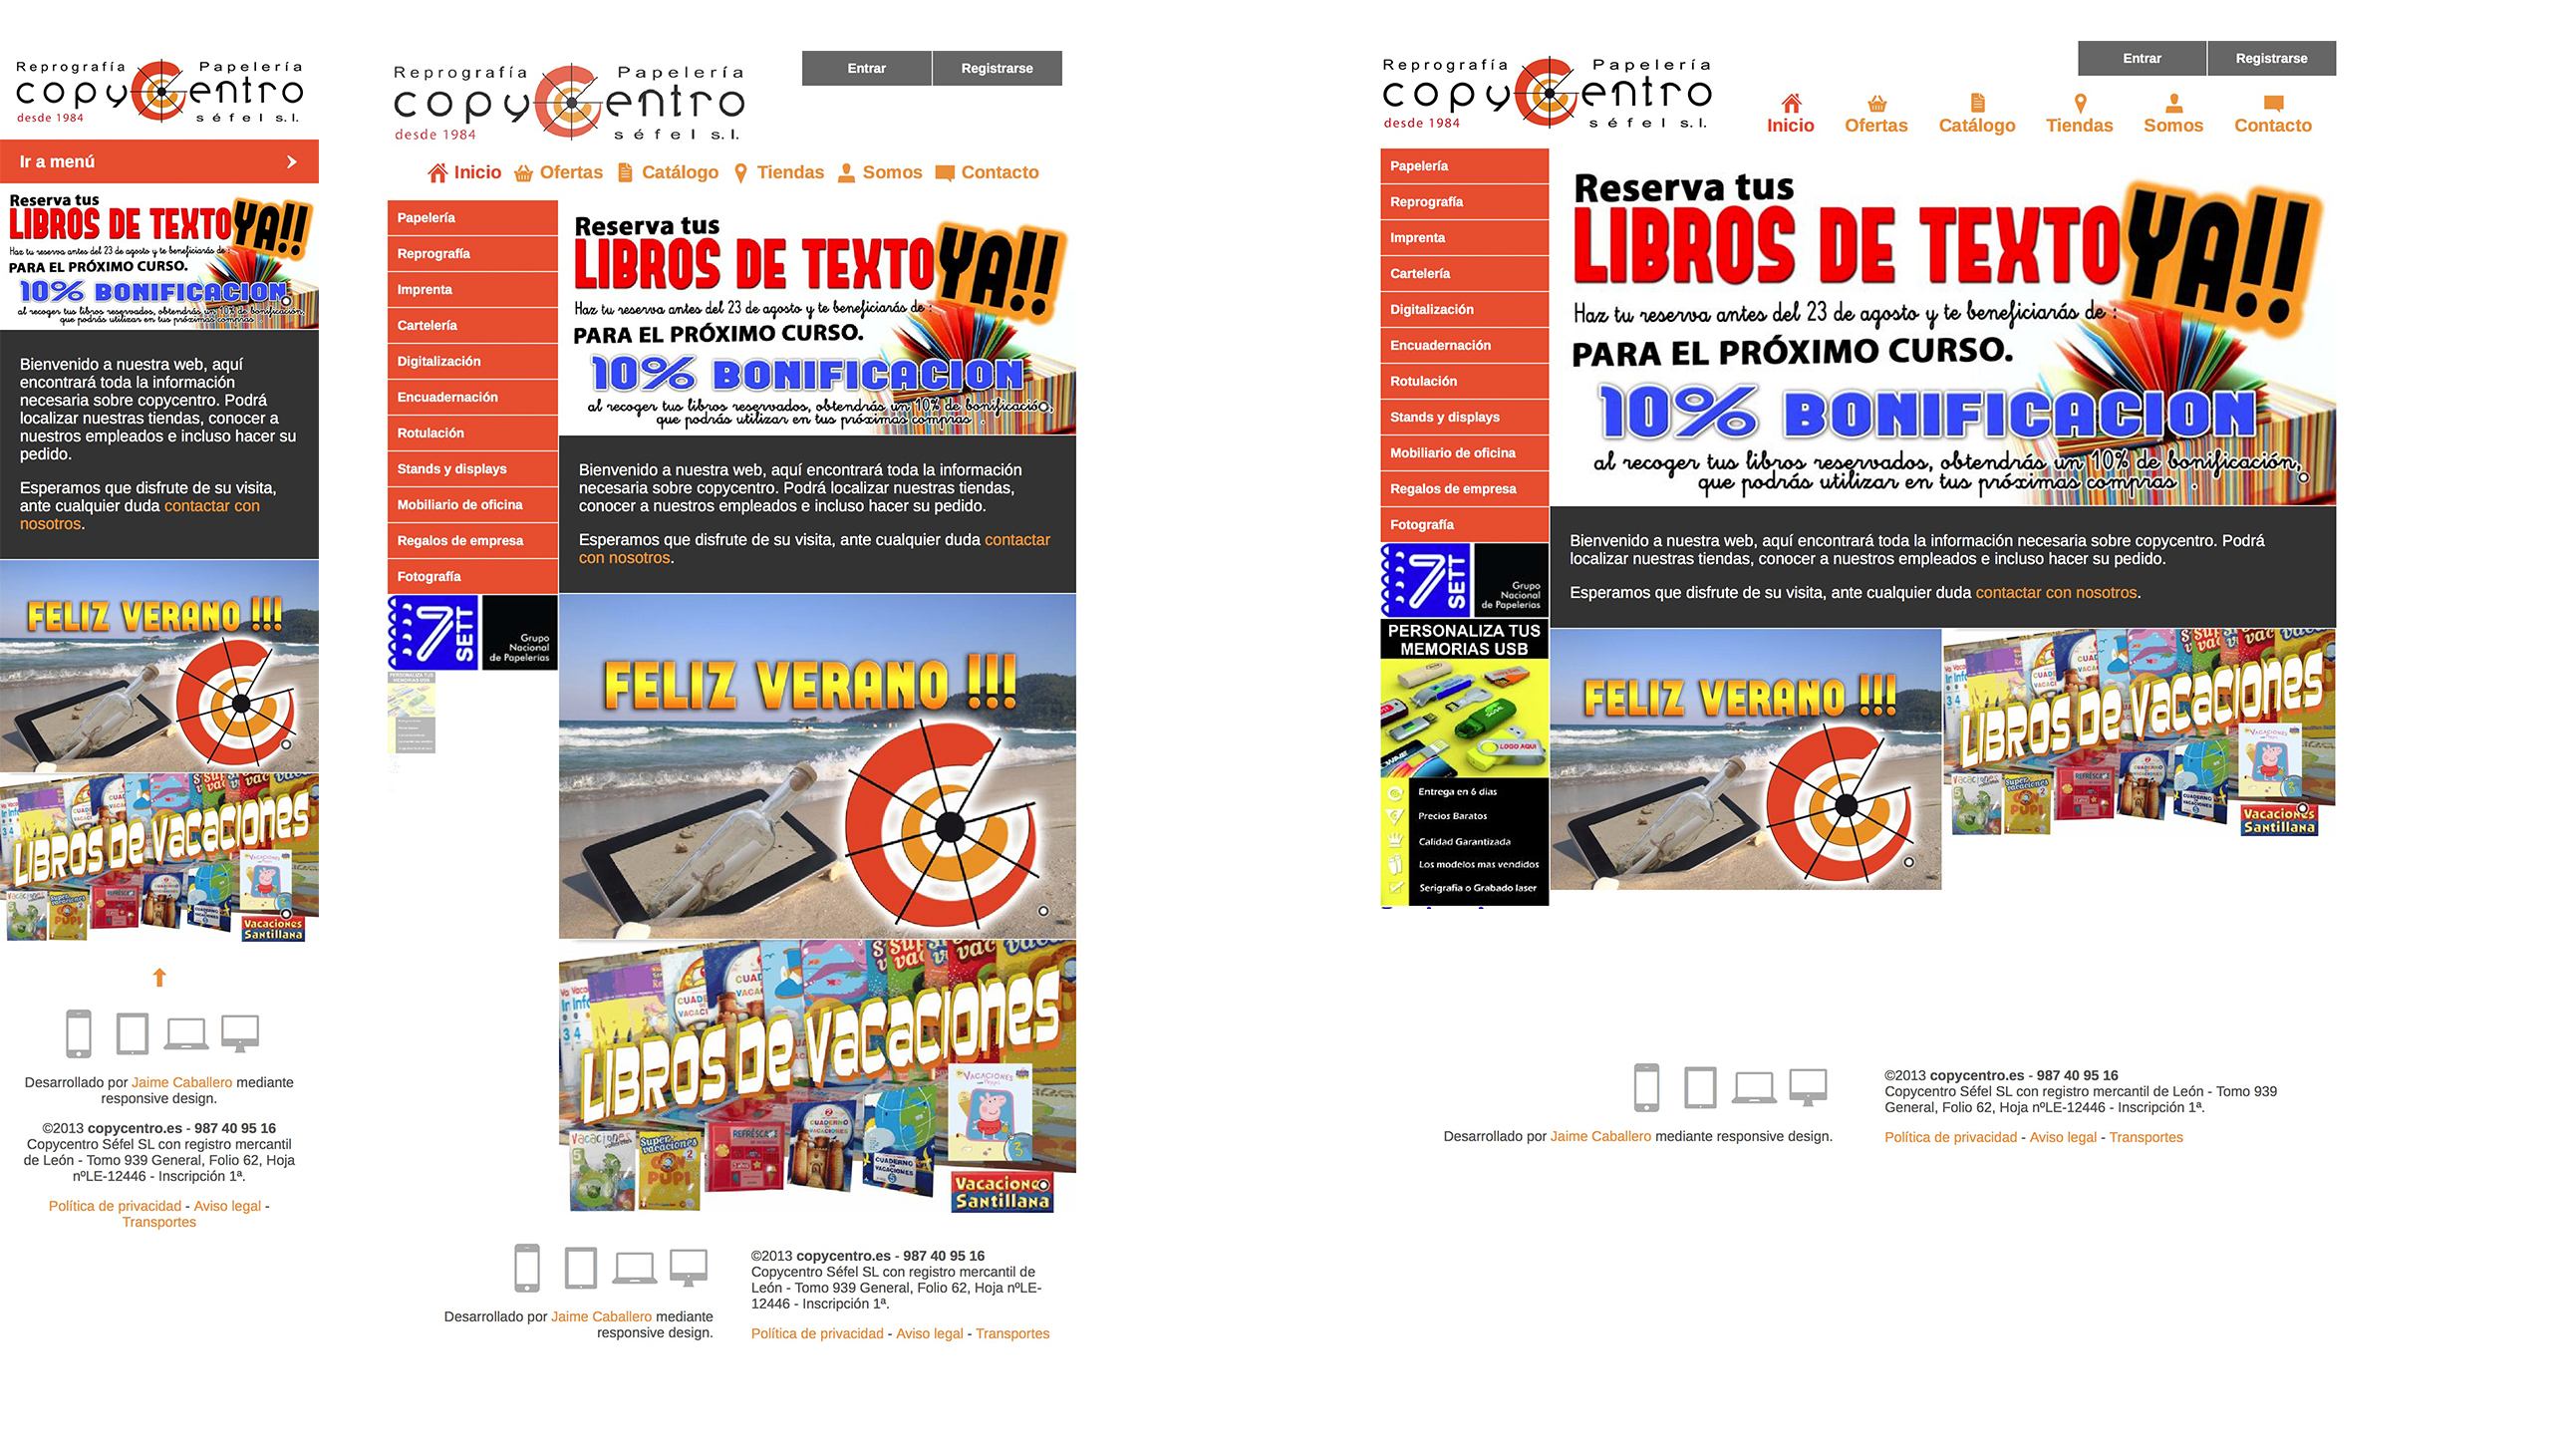 Reprografía Papelería
copycentro
desde 1984 séfel s.l.
Ir a menú
Reserva tus
LIBROS DE TEXTO YA!!
Haz tu reserva antes del 23 de agosto y te beneficiarás de :
PARA EL PRÓXIMO CURSO.
10% BONIFICACION
al recoger tus libros reservados, obtendrás un 10% de bonificación,
que podrás utilizar en tus próximas compras .
Bienvenido a nuestra web, aquí
encontrará toda la información
necesaria sobre copycentro. Podrá
localizar nuestras tiendas, conocer a
nuestros empleados e incluso hacer su
pedido.
Esperamos que disfrute de su visita,
ante cualquier duda contactar con
nosotros.
FELIZ VERANO !!!
LIBROS DE VACACIONES
Vacaciones
Santillana
Desarrollado por Jaime Caballero mediante
responsive design.
©2013 copycentro.es - 987 40 95 16
Copycentro Séfel SL con registro mercantil
de León - Tomo 939 General, Folio 62, Hoja
nºLE-12446 - Inscripción 1ª.
Política de privacidad - Aviso legal -
Transportes
Reprografía Papelería
copycentro
desde 1984 séfel s.l.
Entrar Registrarse
Inicio Ofertas Catálogo Tiendas Somos Contacto
Papelería
Reprografía
Imprenta
Cartelería
Digitalización
Encuadernación
Rotulación
Stands y displays
Mobiliario de oficina
Regalos de empresa
Fotografía
7 SETT
Grupo
Nacional
de Papelerías
PERSONALIZA TUS
MEMORIAS USB
Reserva tus
LIBROS DE TEXTO YA!!
Haz tu reserva antes del 23 de agosto y te beneficiarás de :
PARA EL PRÓXIMO CURSO.
10% BONIFICACION
al recoger tus libros reservados, obtendrás un 10% de bonificación,
que podrás utilizar en tus próximas compras .
Bienvenido a nuestra web, aquí encontrará toda la información
necesaria sobre copycentro. Podrá localizar nuestras tiendas,
conocer a nuestros empleados e incluso hacer su pedido.
Esperamos que disfrute de su visita, ante cualquier duda contactar
con nosotros.
FELIZ VERANO !!!
LIBROS DE VACACIONES
Vacaciones
Santillana
Desarrollado por Jaime Caballero mediante
responsive design.
©2013 copycentro.es - 987 40 95 16
Copycentro Séfel SL con registro mercantil de
León - Tomo 939 General, Folio 62, Hoja nºLE-
12446 - Inscripción 1ª.
Política de privacidad - Aviso legal - Transportes
Reprografía Papelería
copycentro
desde 1984 séfel s.l.
Entrar Registrarse
Inicio Ofertas Catálogo Tiendas Somos Contacto
Papelería
Reprografía
Imprenta
Cartelería
Digitalización
Encuadernación
Rotulación
Stands y displays
Mobiliario de oficina
Regalos de empresa
Fotografía
7 SETT
Grupo
Nacional
de Papelerías
PERSONALIZA TUS
MEMORIAS USB
LOGO AQUI
Entrega en 6 dias
Precios Baratos
Calidad Garantizada
Los modelos mas vendidos
Serigrafia o Grabado laser
Reserva tus
LIBROS DE TEXTO YA!!
Haz tu reserva antes del 23 de agosto y te beneficiarás de :
PARA EL PRÓXIMO CURSO.
10% BONIFICACION
al recoger tus libros reservados, obtendrás un 10% de bonificación,
que podrás utilizar en tus próximas compras .
Bienvenido a nuestra web, aquí encontrará toda la información necesaria sobre copycentro. Podrá
localizar nuestras tiendas, conocer a nuestros empleados e incluso hacer su pedido.
Esperamos que disfrute de su visita, ante cualquier duda contactar con nosotros.
FELIZ VERANO !!!
LIBROS DE VACACIONES
Vacaciones
Santillana
Desarrollado por Jaime Caballero mediante responsive design.
©2013 copycentro.es - 987 40 95 16
Copycentro Séfel SL con registro mercantil de León - Tomo 939
General, Folio 62, Hoja nºLE-12446 - Inscripción 1ª.
Política de privacidad - Aviso legal - Transportes